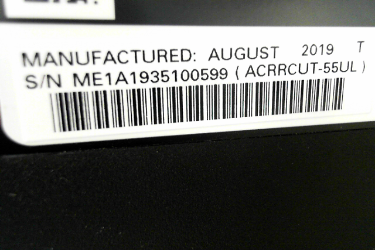 MANUFACTURED: AUGUST 2019 T
S/N ME1A1935100599 ( ACRRCUT-55UL )